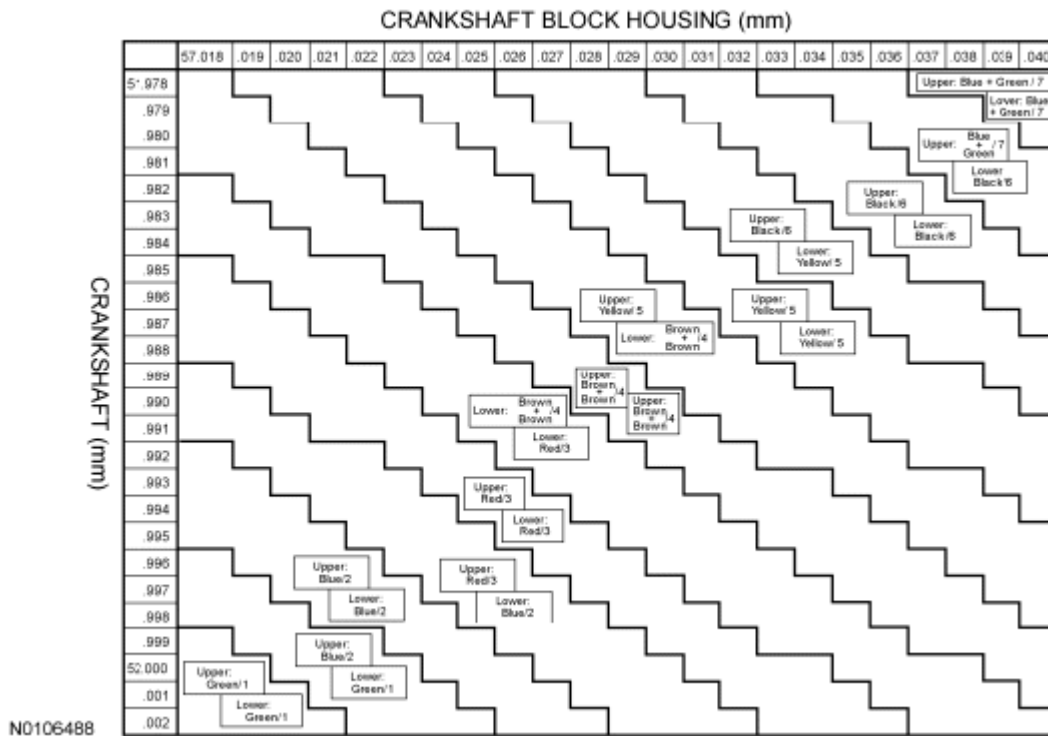 CRANKSHAFT BLOCK HOUSING (mm)
57.018 .019 .020 .021 .022 .023 024 .025 .026 .027 .028 .029 .030 .031 .032 .033 .034 .035 .036 .037 .038 .039 .040
CRANKSHAFT (mm)
51.978
.979
.980
.981
.982
.983
.984
.985
.986
.987
.988
.989
.990
.991
.992
.993
.994
.995
.996
.997
.998
.999
52.000
.001
.002
Upper: Blue + Green/ 7
Lower: Blue
+ Green/ 7
Upper: Blue
+ / 7
Green
Lower
Black/6
Upper:
Black/6
Lower:
Black/6
Upper:
Black/6
Lower:
Yellow/ 5
Upper:
Yellow/ 5
Lower: Brown
+ /4
Brown
Upper:
Yellow/ 5
Lower:
Yellow/ 5
Upper:
Brown
+ /4
Brown
Upper:
Brown
+ /4
Brown
Lower: Brown
+ /4
Brown
Lower:
Red/3
Upper:
Red/3
Lower:
Red/3
Upper:
Blue/2
Lower:
Blue/2
Upper:
Red/3
Lower:
Blue/2
Upper:
Blue/2
Lower:
Green/1
Upper:
Green/1
Lower:
Green/1
N0106488